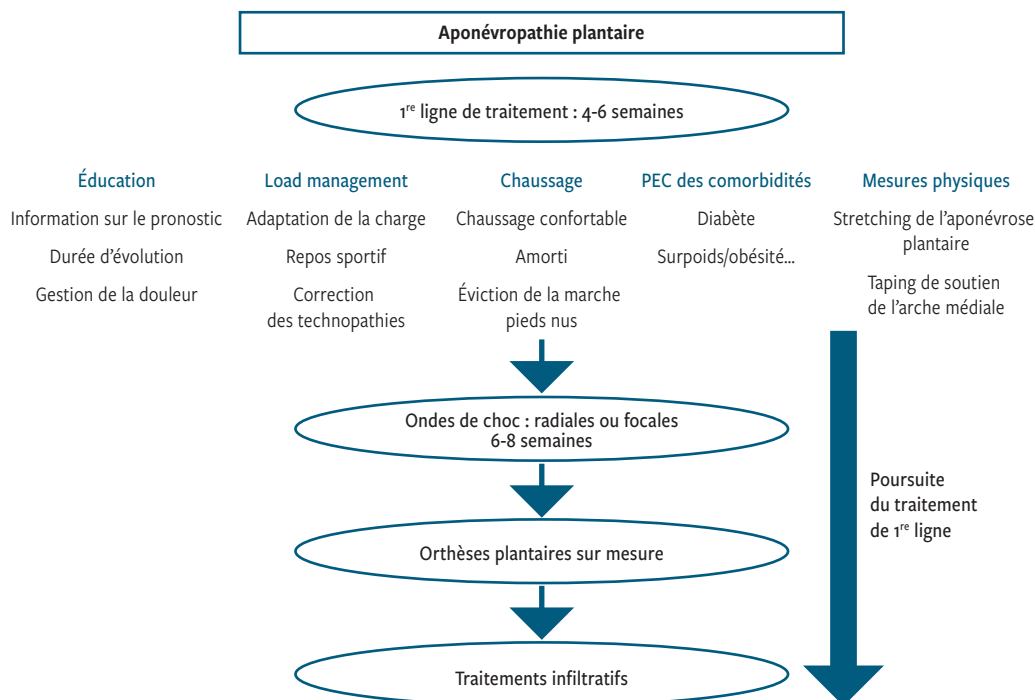 Aponévropathie plantaire
1re ligne de traitement : 4-6 semaines
Éducation
Information sur le pronostic
Durée d’évolution
Gestion de la douleur
Load management
Adaptation de la charge
Repos sportif
Correction
des technopathies
Chaussage
Chaussage confortable
Amorti
Éviction de la marche
pieds nus
PEC des comorbidités
Diabète
Surpoids/obésité…
Mesures physiques
Stretching de l’aponévrose
plantaire
Taping de soutien
de l’arche médiale
Ondes de choc : radiales ou focales
6-8 semaines
Orthèses plantaires sur mesure
Traitements infiltratifs
Poursuite
du traitement
de 1re ligne